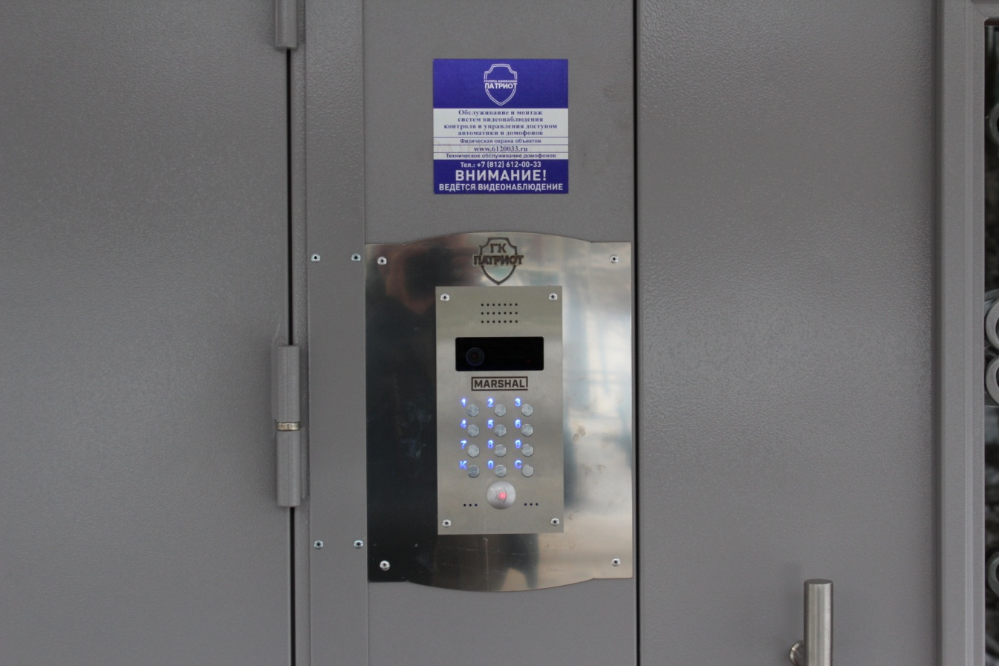 ГРУППА КОМПАНИЙ
ПАТРИОТ
Обслуживание и монтаж
систем видеонаблюдения
контроля и управления доступом
автоматики и домофонов
Физическая охрана объектов
www.6120033.ru
Техническое обслуживание домофонов
Тел.: +7 (812) 612-00-33
ВНИМАНИЕ!
ВЕДЁТСЯ ВИДЕОНАБЛЮДЕНИЕ
ГК
ПАТРИОТ
MARSHAL
1 2 3
4 5 6
7 8 9
K 0 C